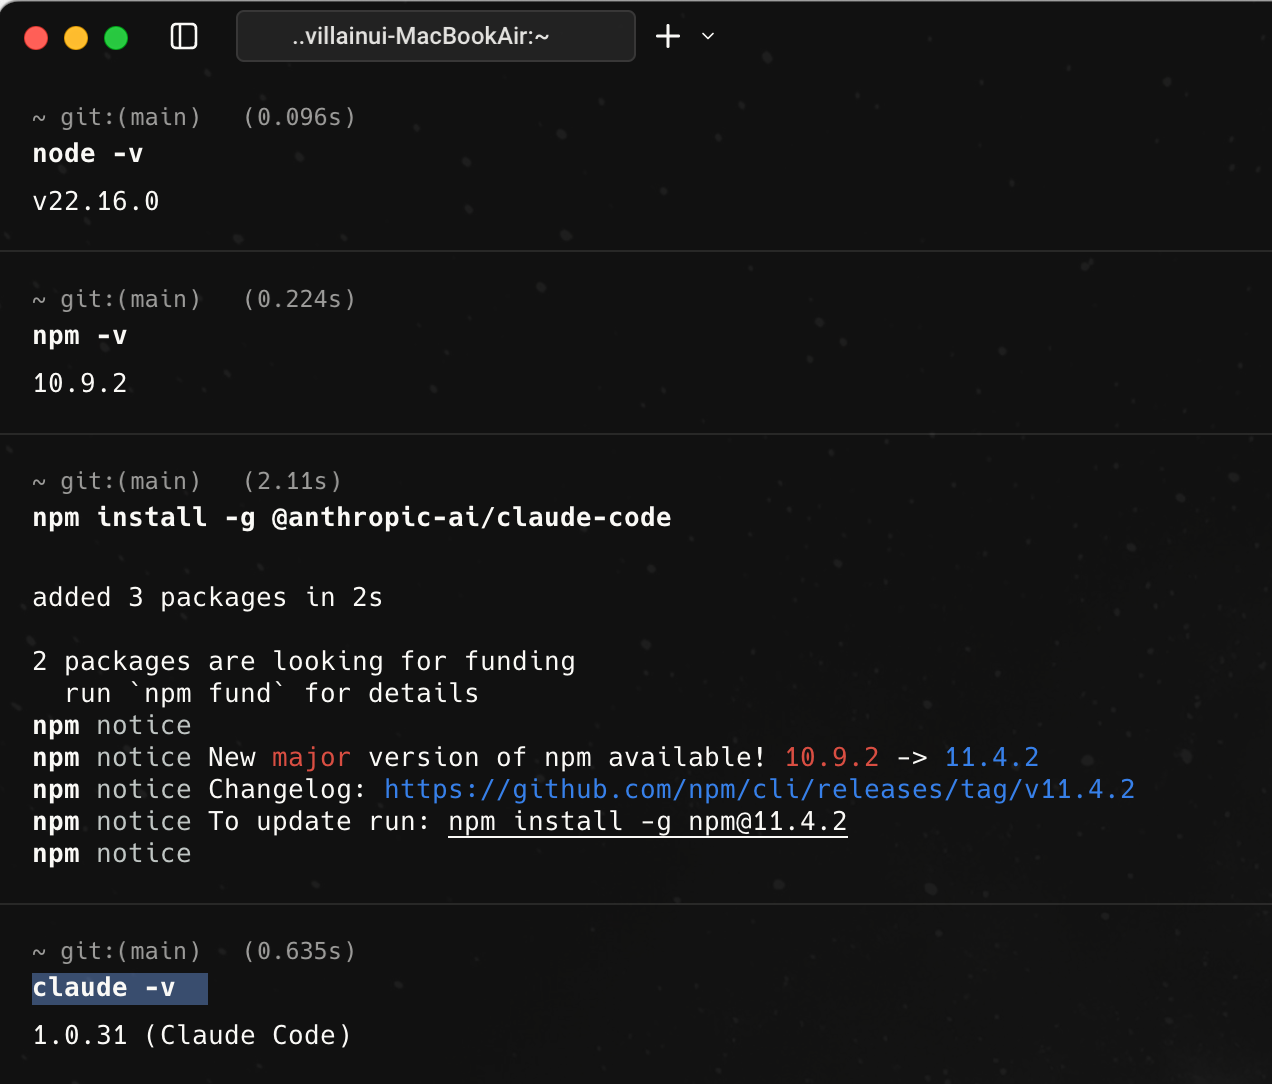 ..villainui-MacBookAir:~
~ git:(main) (0.096s)
node -v
v22.16.0
~ git:(main) (0.224s)
npm -v
10.9.2
~ git:(main) (2.11s)
npm install -g @anthropic-ai/claude-code
added 3 packages in 2s
2 packages are looking for funding
  run `npm fund` for details
npm notice
npm notice New major version of npm available! 10.9.2 -> 11.4.2
npm notice Changelog: https://github.com/npm/cli/releases/tag/v11.4.2
npm notice To update run: npm install -g npm@11.4.2
npm notice
~ git:(main) (0.635s)
claude -v
1.0.31 (Claude Code)